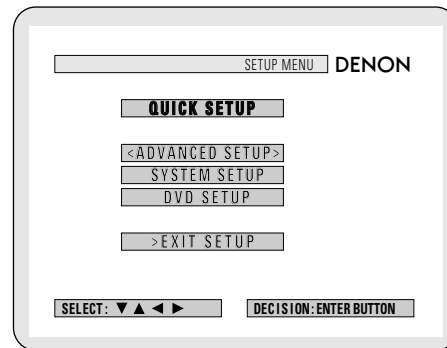 SETUP MENU DENON
QUICK SETUP
<ADVANCED SETUP>
SYSTEM SETUP
DVD SETUP
>EXIT SETUP
SELECT: ▼ ▲ ◄ ► DECISION: ENTER BUTTON